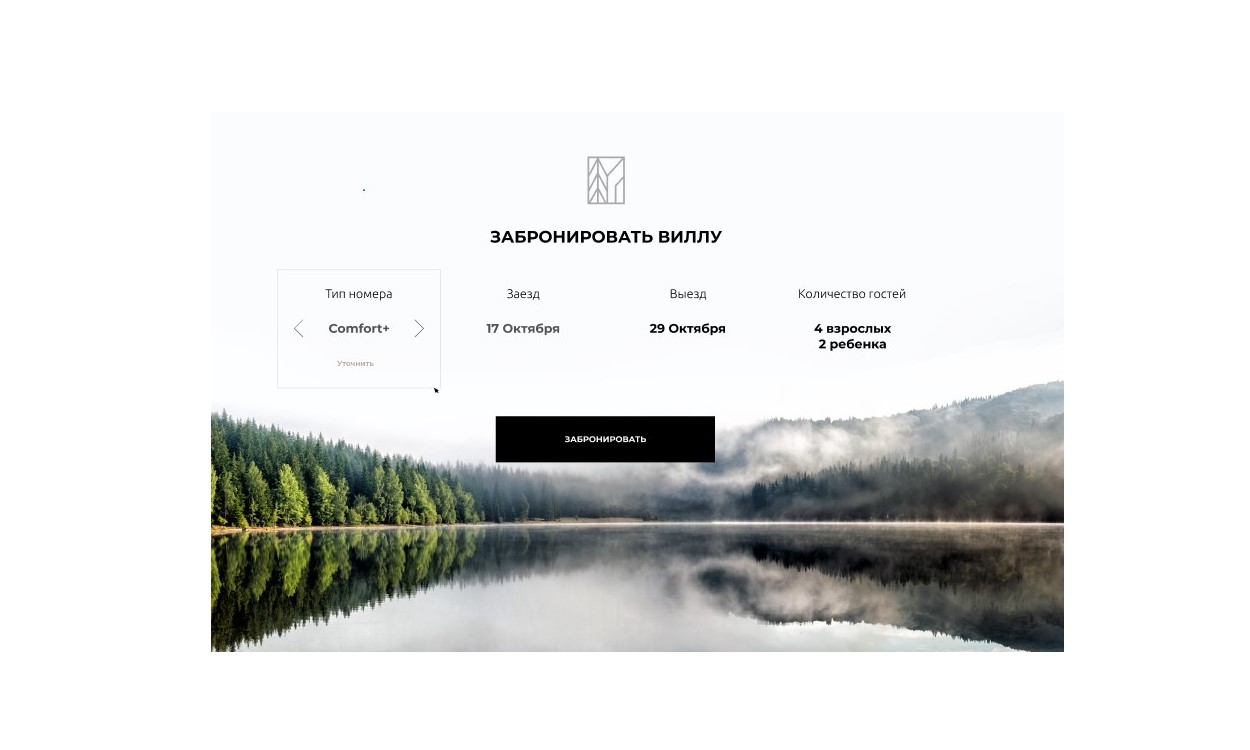 ЗАБРОНИРОВАТЬ ВИЛЛУ
Тип номера
Comfort+
Уточнить
Заезд
17 Октября
Выезд
29 Октября
Количество гостей
4 взрослых
2 ребенка
ЗАБРОНИРОВАТЬ